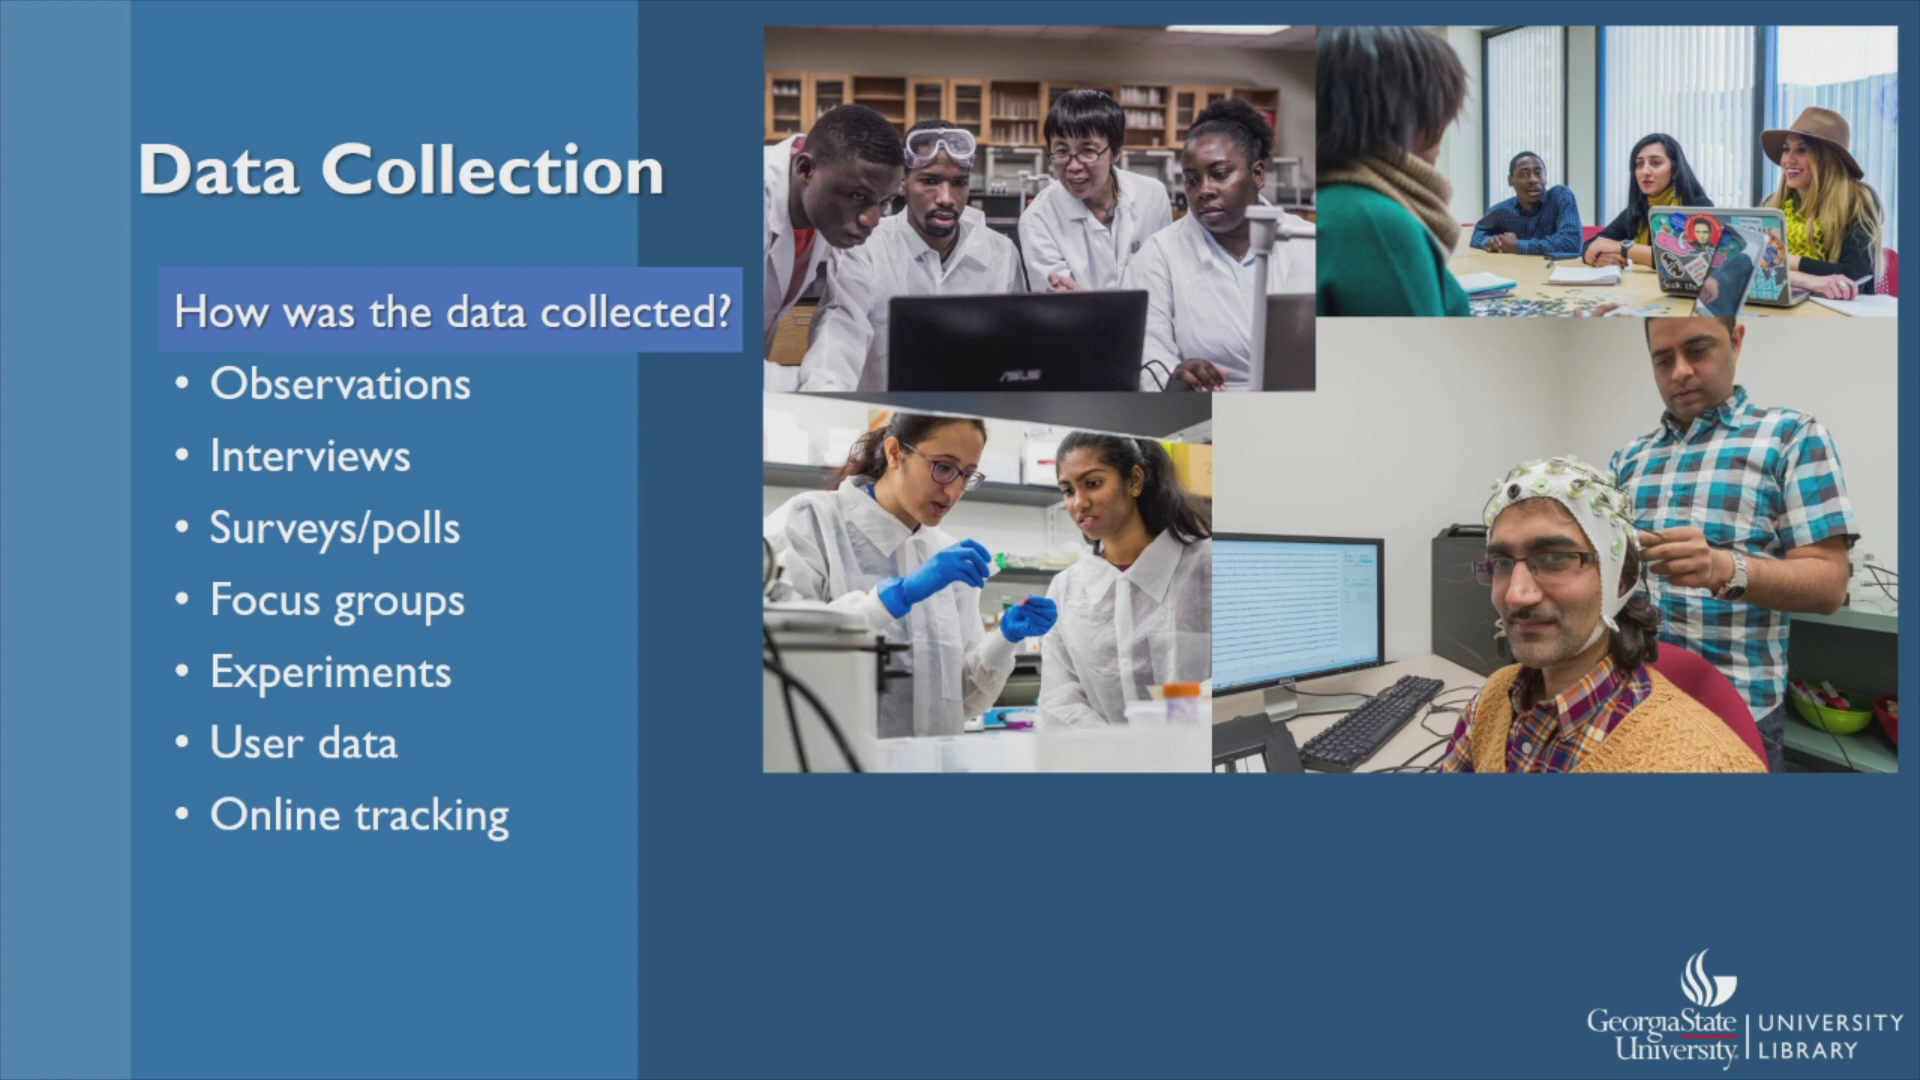 Data Collection
How was the data collected?
• Observations
• Interviews
• Surveys/polls
• Focus groups
• Experiments
• User data
• Online tracking
ASUS
GeorgiaState
University
UNIVERSITY
LIBRARY